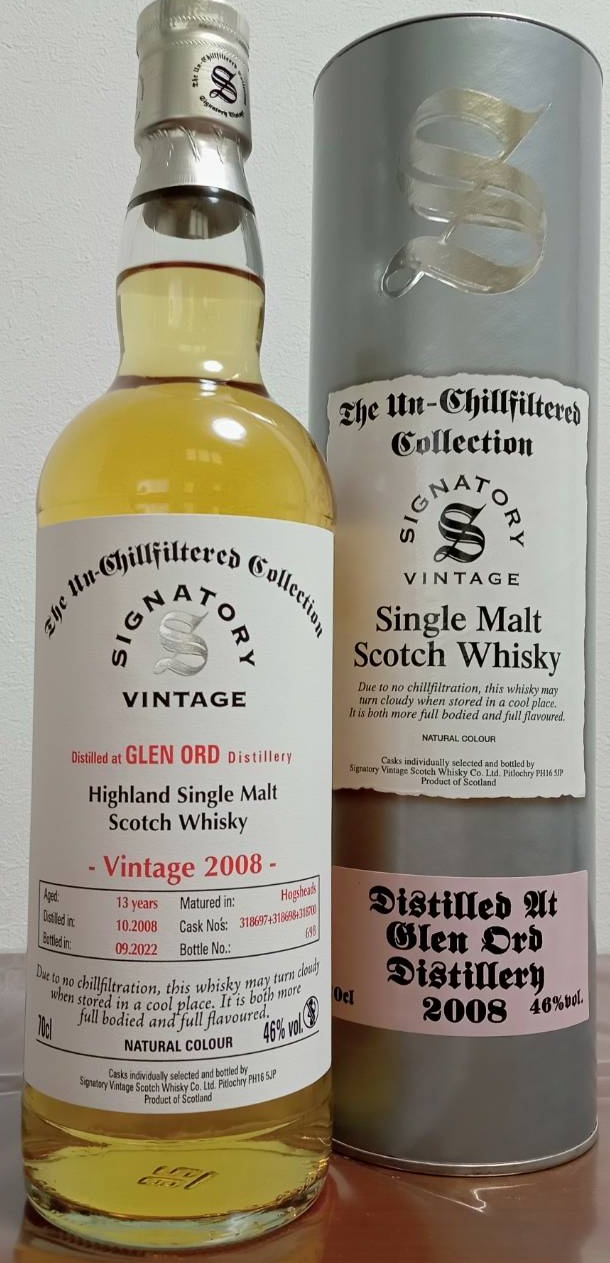 The Un-Chillfiltered Collection
SIGNATORY
S
VINTAGE
Distilled at GLEN ORD Distillery
Highland Single Malt
Scotch Whisky
- Vintage 2008 -
Aged: 13 years Matured in: Hogsheads
Distilled in: 10.2008 Cask No's: 318697+318698+318700
Bottled in: 09.2022 Bottle No.: 698
Due to no chillfiltration, this whisky may turn cloudy
when stored in a cool place. It is both more
full bodied and full flavoured.
70cl 46% vol. S
NATURAL COLOUR
Casks individually selected and bottled by
Signatory Vintage Scotch Whisky Co. Ltd. Pitlochry PH16 5JP
Product of Scotland
S
The Un-Chillfiltered
Collection
SIGNATORY
S
VINTAGE
Single Malt
Scotch Whisky
Due to no chillfiltration, this whisky may
turn cloudy when stored in a cool place.
It is both more full bodied and full flavoured.
NATURAL COLOUR
Casks individually selected and bottled by
Signatory Vintage Scotch Whisky Co. Ltd. Pitlochry PH16 5JP
Product of Scotland
Distilled At
Glen Ord
Distillery
0cl 2008 46%vol.